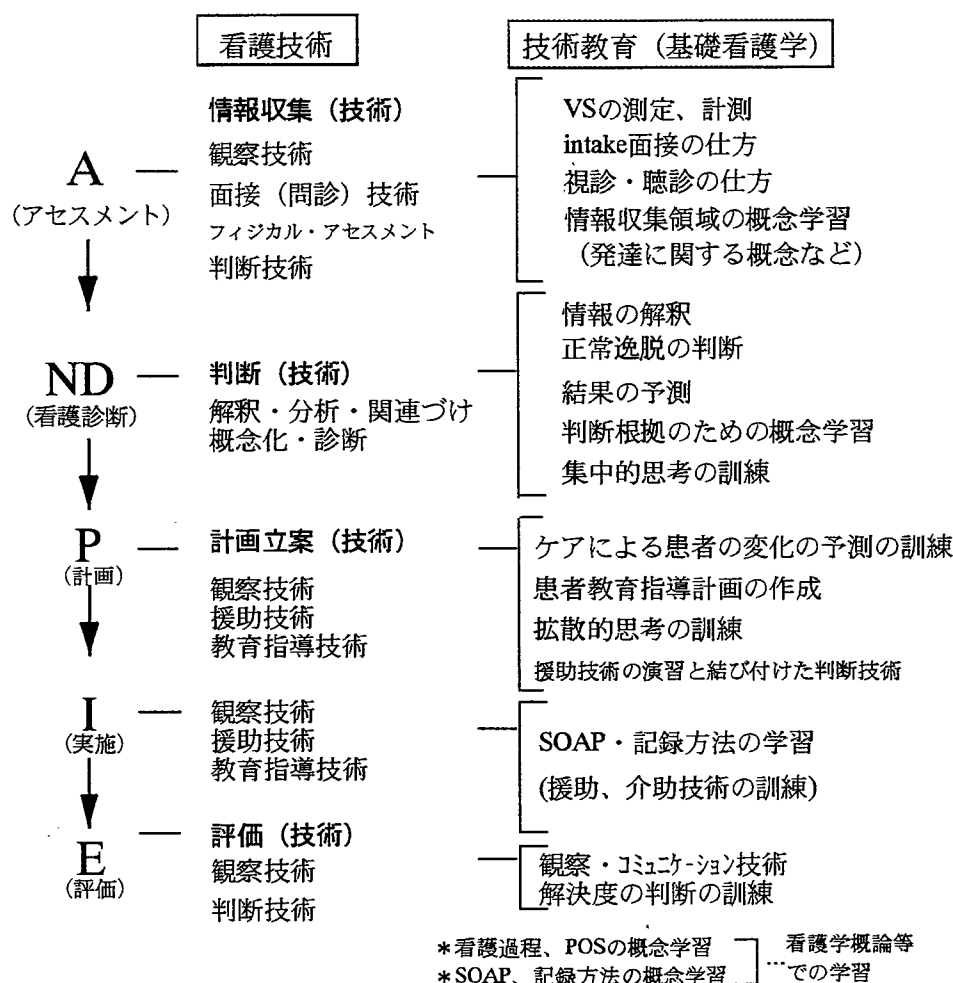 看護技術
技術教育（基礎看護学）
A
（アセスメント）
情報収集（技術）
観察技術
面接（問診）技術
フィジカル・アセスメント
判断技術
VSの測定、計測
intake面接の仕方
視診・聴診の仕方
情報収集領域の概念学習
（発達に関する概念など）
ND
（看護診断）
判断（技術）
解釈・分析・関連づけ
概念化・診断
情報の解釈
正常逸脱の判断
結果の予測
判断根拠のための概念学習
集中的思考の訓練
P
（計画）
計画立案（技術）
観察技術
援助技術
教育指導技術
ケアによる患者の変化の予測の訓練
患者教育指導計画の作成
拡散的思考の訓練
援助技術の演習と結び付けた判断技術
I
（実施）
観察技術
援助技術
教育指導技術
SOAP・記録方法の学習
(援助、介助技術の訓練)
E
（評価）
評価（技術）
観察技術
判断技術
観察・ｺﾐｭﾆｹｰｼｮﾝ技術
解決度の判断の訓練
＊看護過程、POSの概念学習
＊SOAP、記録方法の概念学習
…
看護学概論等
での学習